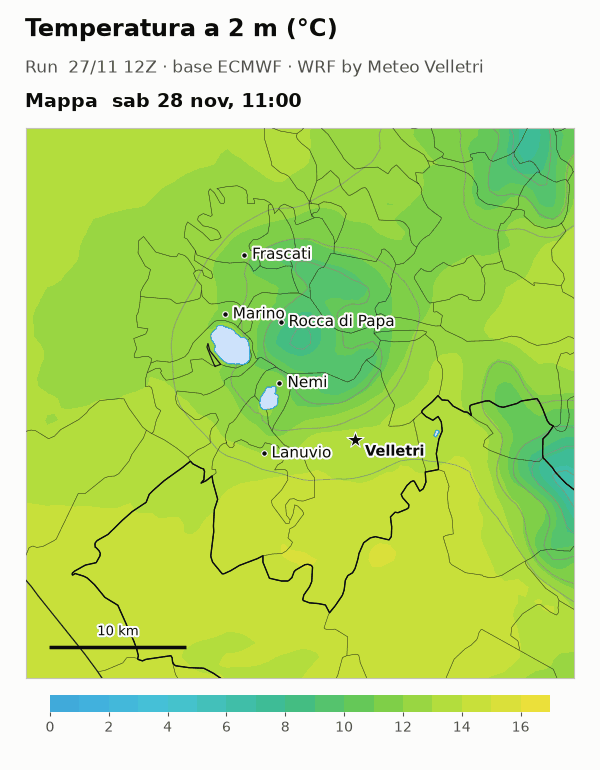 Temperatura a 2 m (°C)
Run  27/11 12Z · base ECMWF · WRF by Meteo Velletri
Mappa  sab 28 nov, 11:00
Frascati
Marino
Rocca di Papa
Nemi
Velletri
Lanuvio
10 km
0 2 4 6 8 10 12 14 16